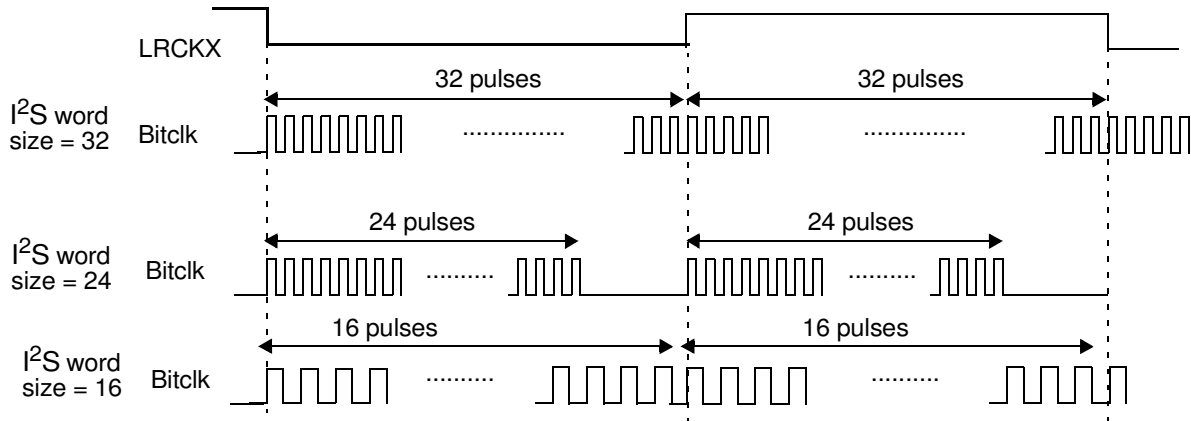 LRCKX
32 pulses
32 pulses
I²S word
size = 32
Bitclk
...............
...............
24 pulses
24 pulses
I²S word
size = 24
Bitclk
..........
..........
16 pulses
16 pulses
I²S word
size = 16
Bitclk
..........
..........